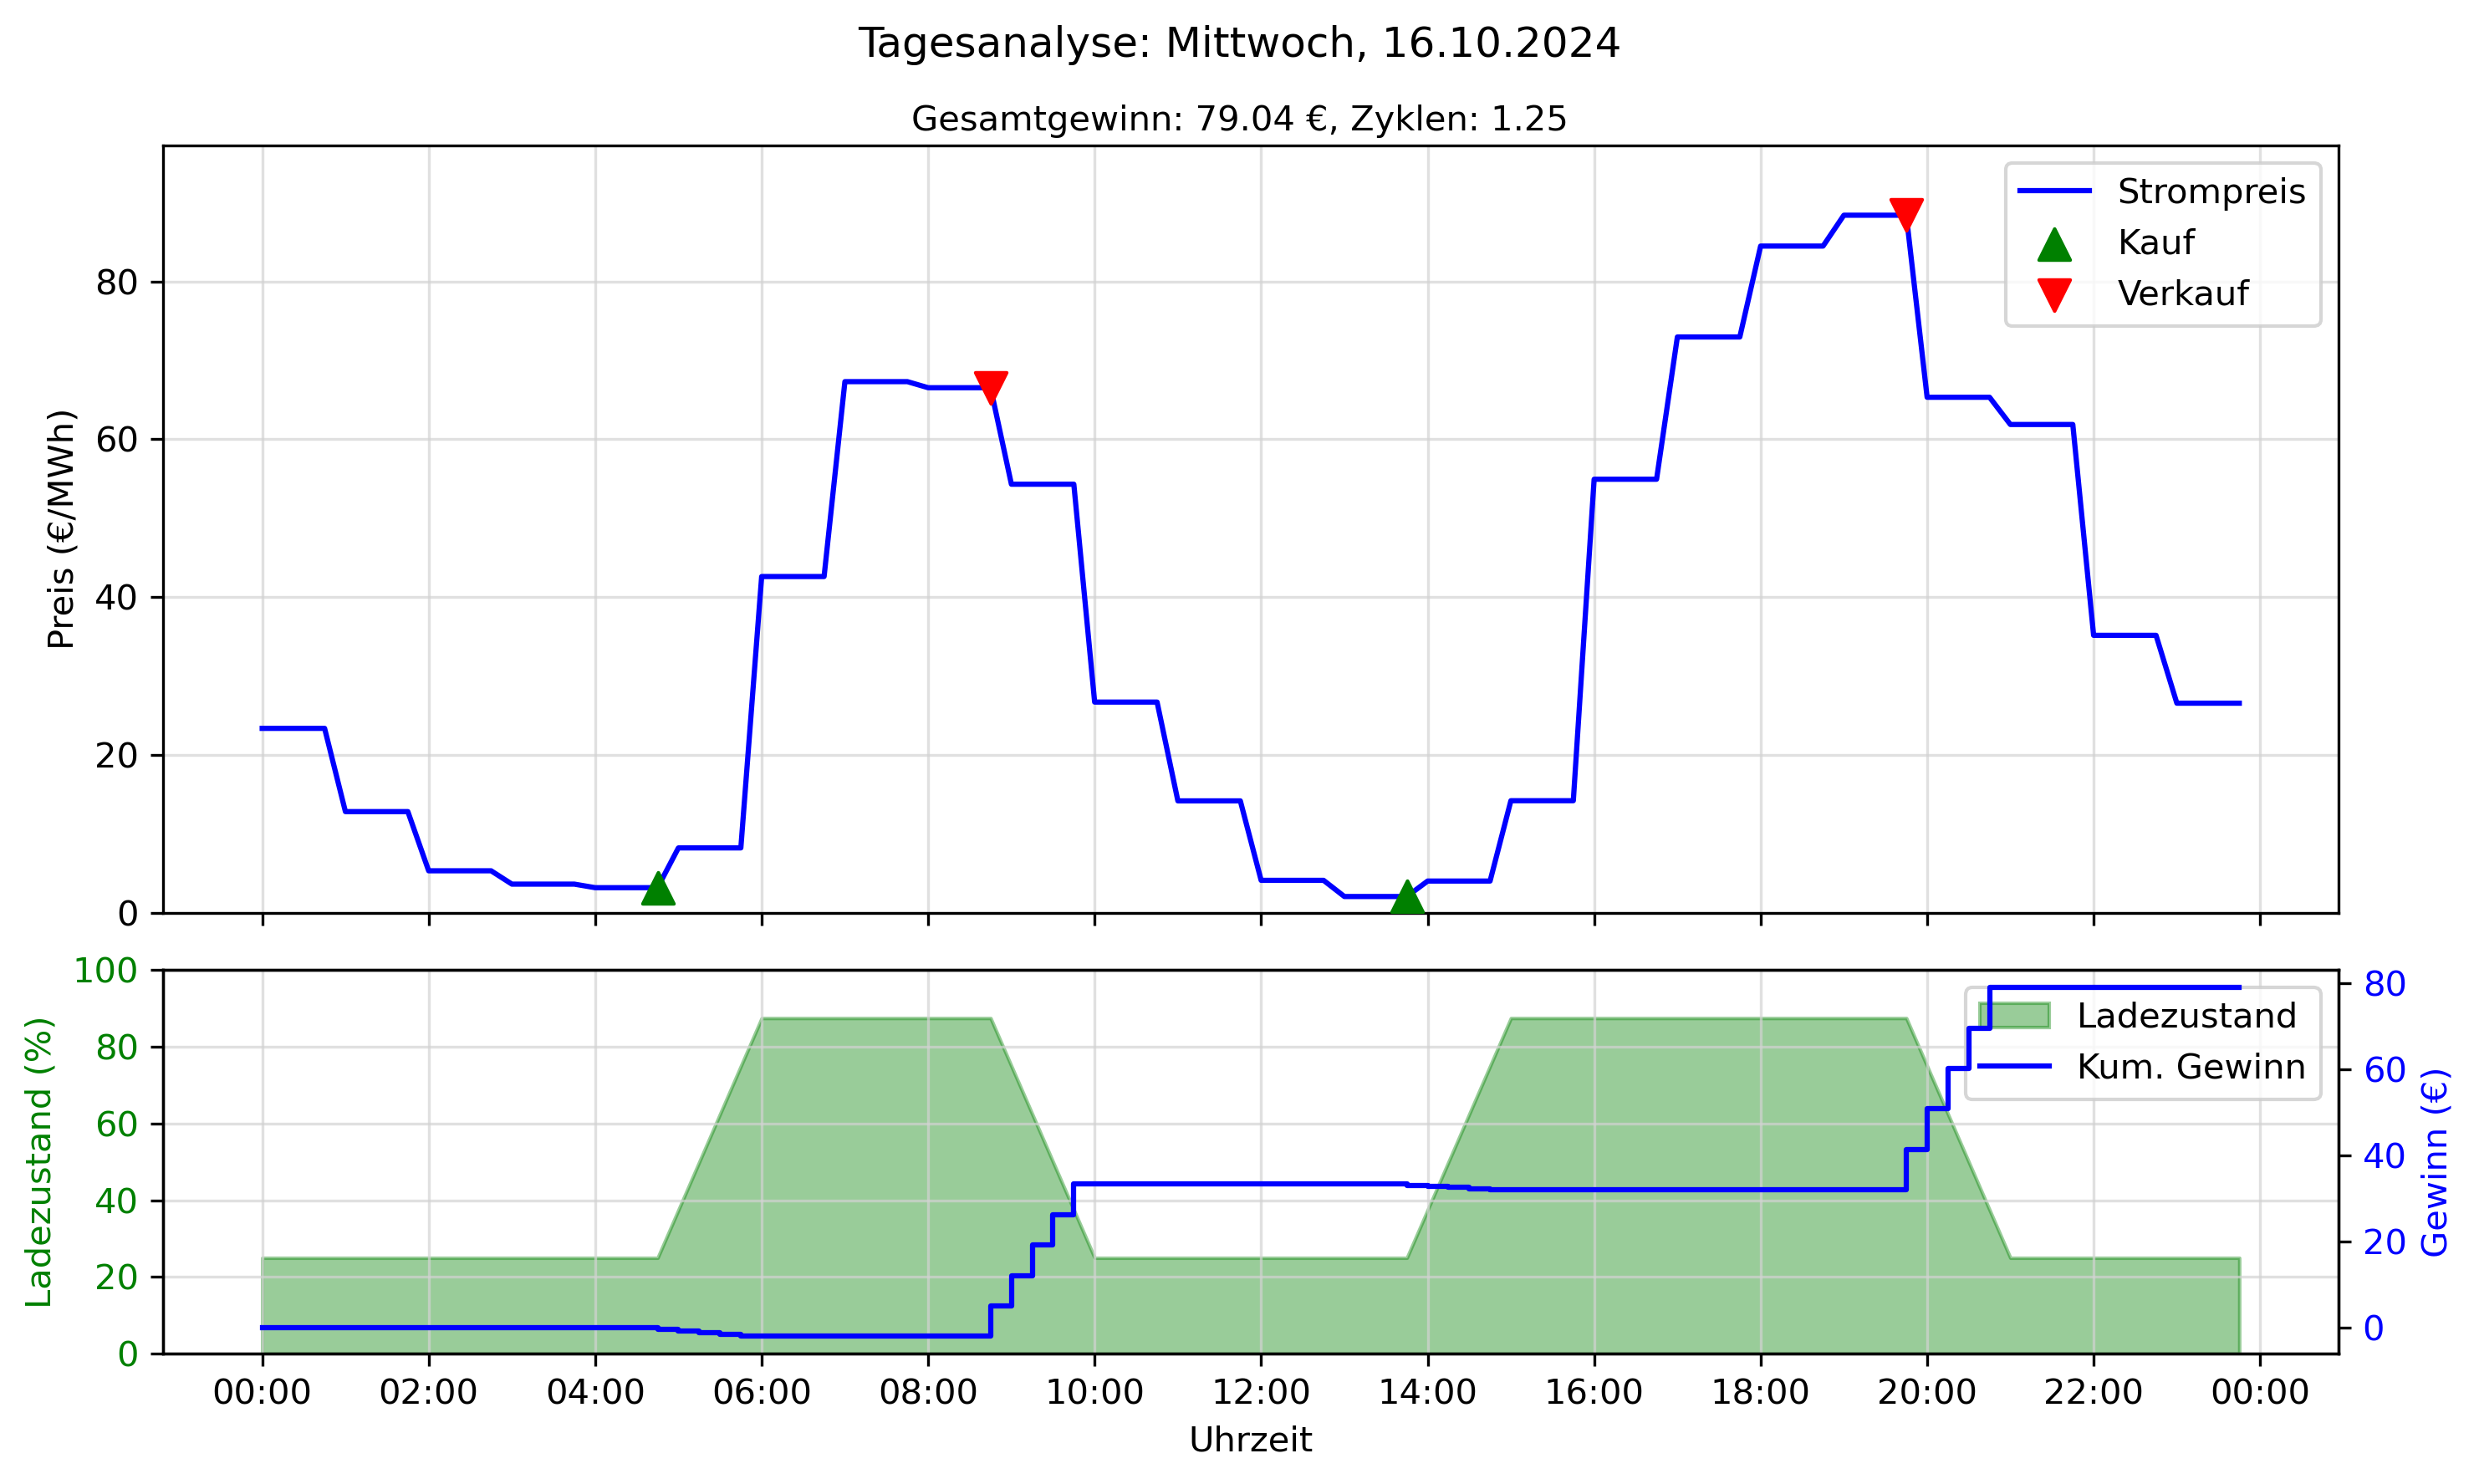 Tagesanalyse: Mittwoch, 16.10.2024
Gesamtgewinn: 79.04 €, Zyklen: 1.25
Strompreis
Kauf
Verkauf
Preis (€/MWh)
80
60
40
20
0
Ladezustand (%)
100
80
60
40
20
0
Ladezustand
Kum. Gewinn
80
60
40
20
0
Gewinn (€)
00:00 02:00 04:00 06:00 08:00 10:00 12:00 14:00 16:00 18:00 20:00 22:00 00:00
Uhrzeit